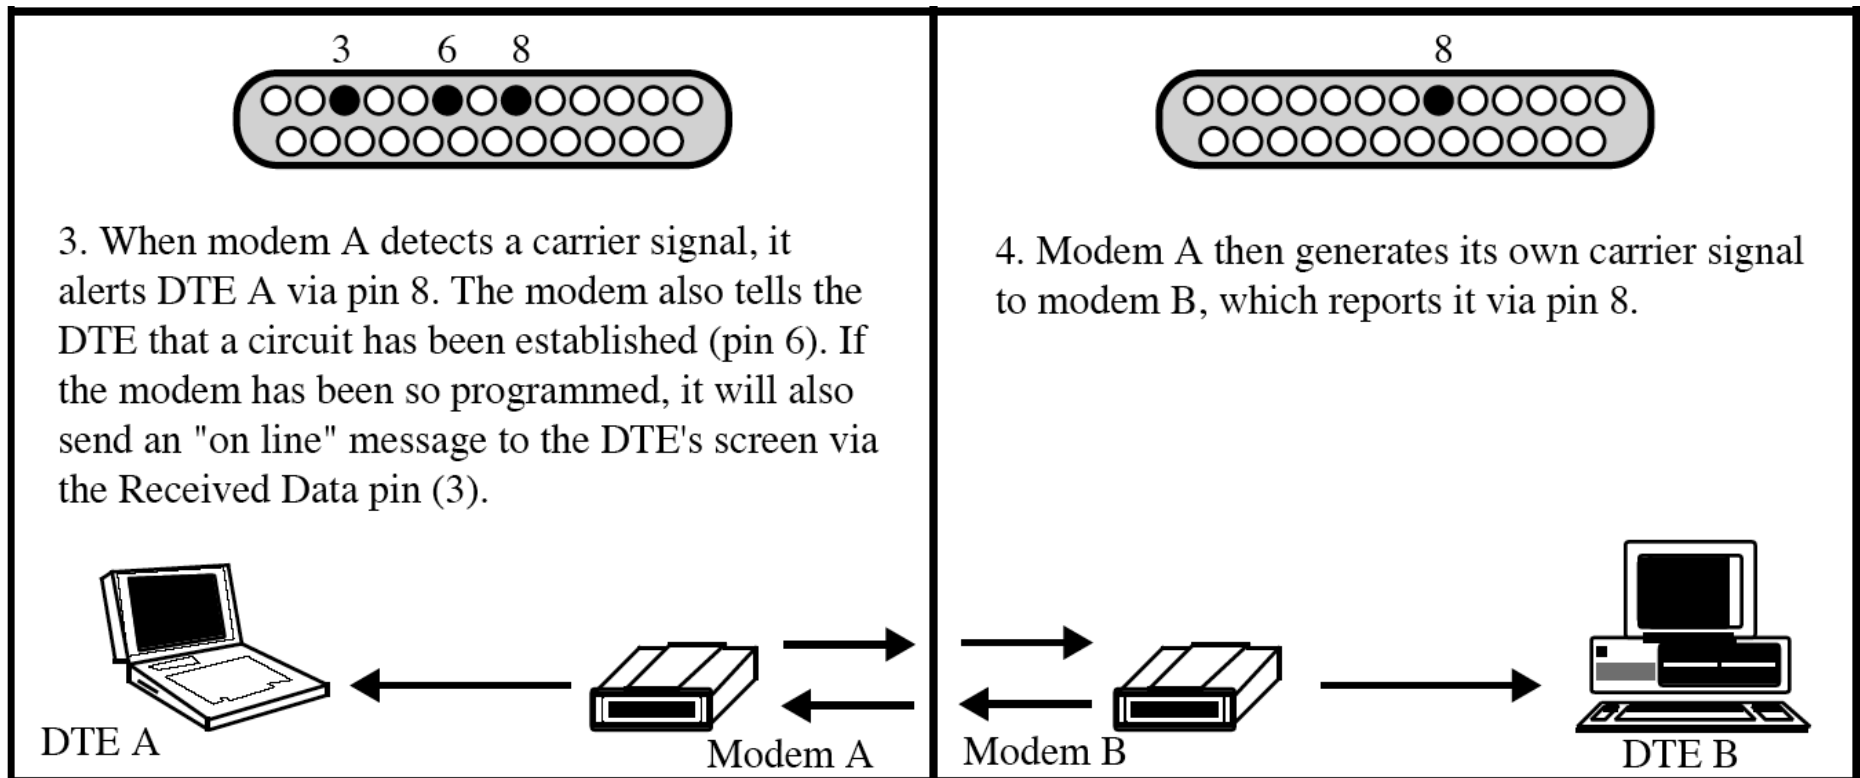 3 6 8
3. When modem A detects a carrier signal, it
alerts DTE A via pin 8. The modem also tells the
DTE that a circuit has been established (pin 6). If
the modem has been so programmed, it will also
send an "on line" message to the DTE's screen via
the Received Data pin (3).
DTE A
Modem A
8
4. Modem A then generates its own carrier signal
to modem B, which reports it via pin 8.
Modem B
DTE B